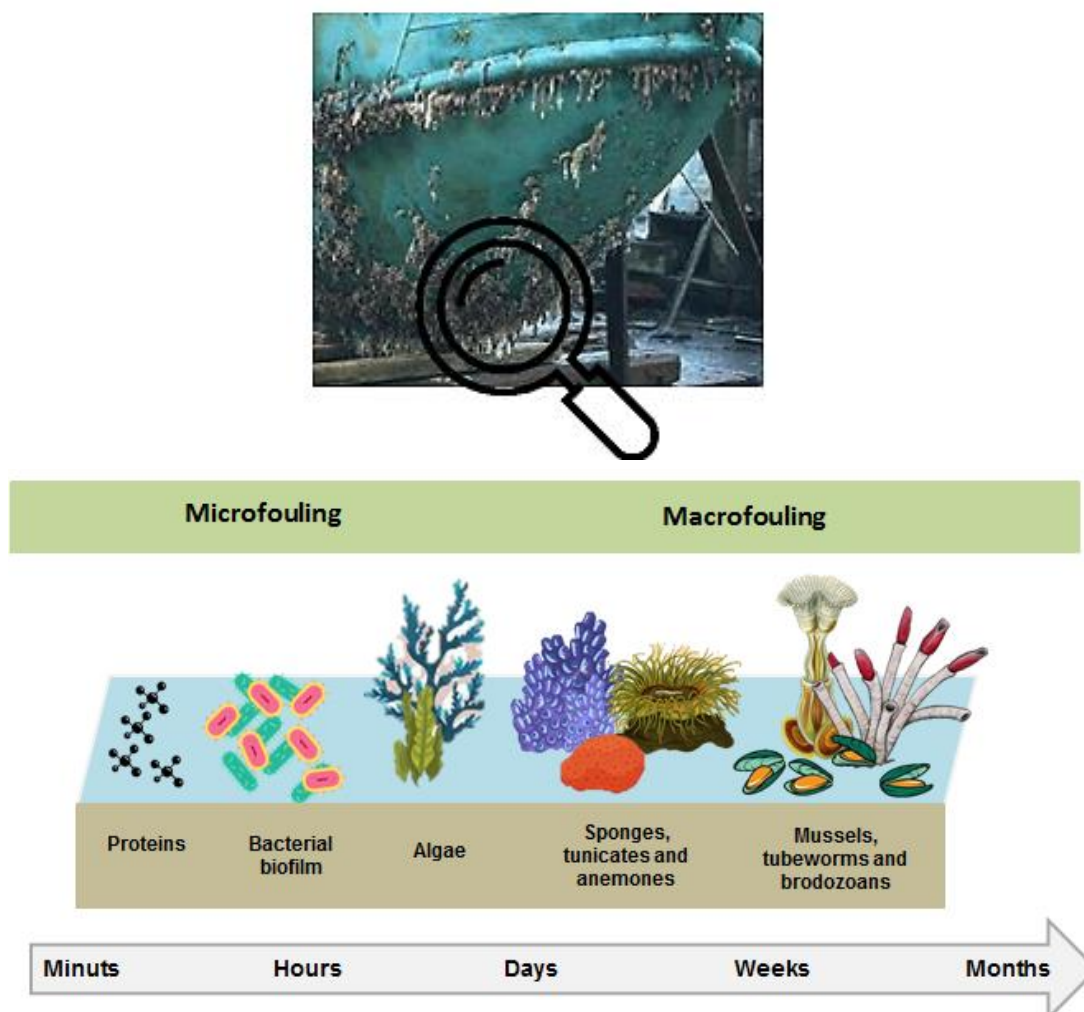 Microfouling
Macrofouling
Proteins
Bacterial
biofilm
Algae
Sponges,
tunicates and
anemones
Mussels,
tubeworms and
brodozoans
Minuts
Hours
Days
Weeks
Months